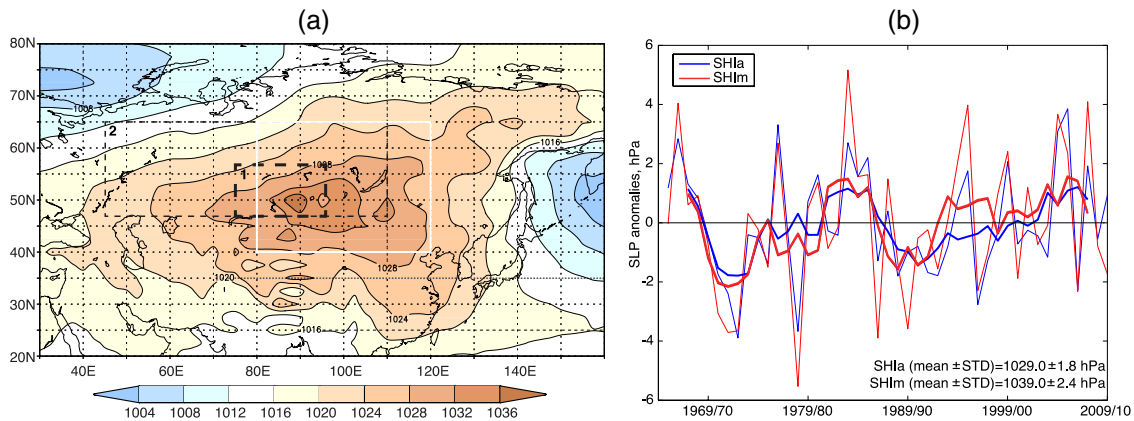 (a)
80N
70N
60N
50N
40N
30N
20N
1008
2
1
1008
1016
1020
1028
1024
1016
40E 60E 80E 100E 120E 140E
1004 1008 1012 1016 1020 1024 1028 1032 1036
(b)
SLP anomalies, hPa
6
4
2
0
-2
-4
-6
SHIa
SHIm
SHIa (mean ±STD)=1029.0±1.8 hPa
SHIm (mean ±STD)=1039.0±2.4 hPa
1969/70 1979/80 1989/90 1999/00 2009/10